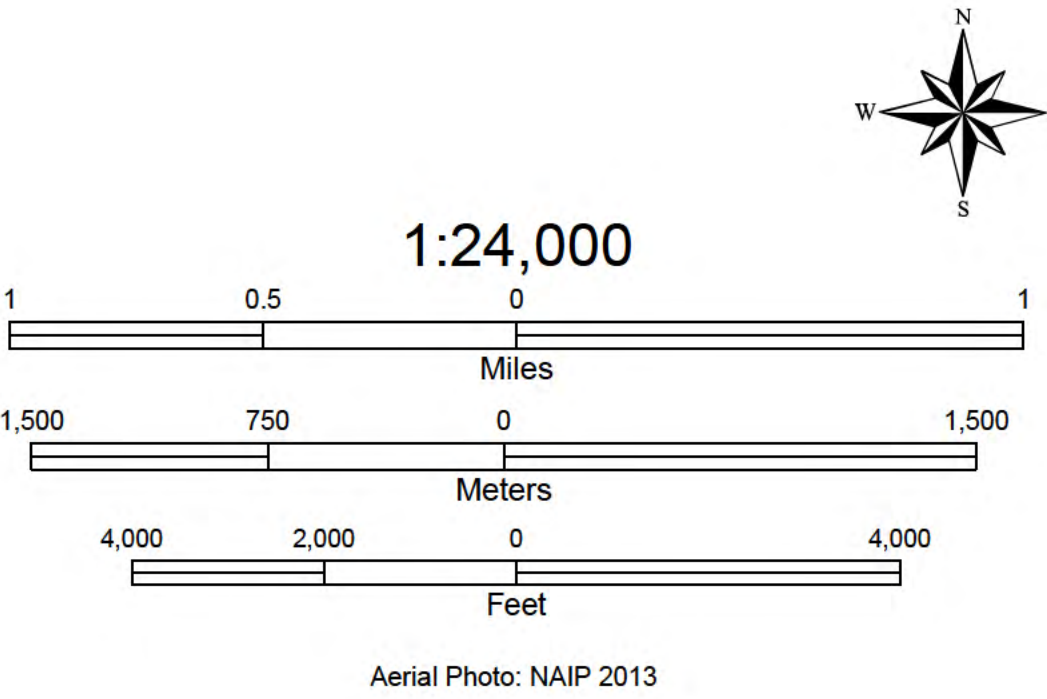 N
W
S
1:24,000
1 0.5 0 1
Miles
1,500 750 0 1,500
Meters
4,000 2,000 0 4,000
Feet
Aerial Photo: NAIP 2013